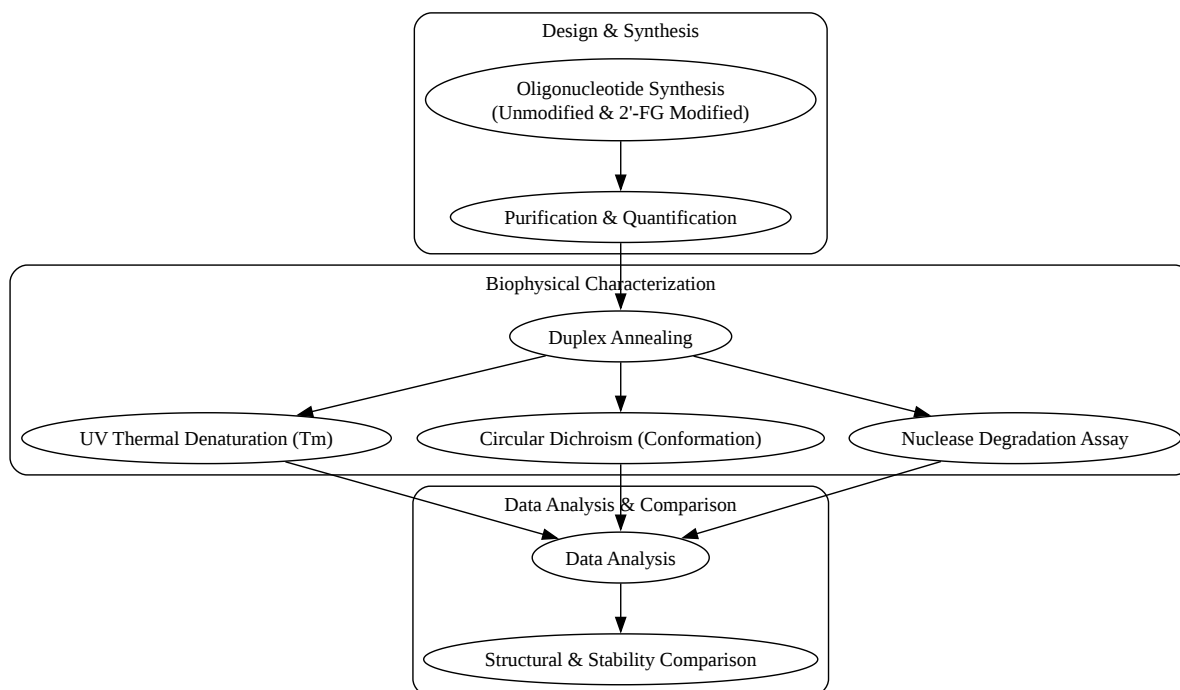 Design & Synthesis
Oligonucleotide Synthesis
(Unmodified & 2'-FG Modified)
Purification & Quantification
Biophysical Characterization
Duplex Annealing
UV Thermal Denaturation (Tm)
Circular Dichroism (Conformation)
Nuclease Degradation Assay
Data Analysis & Comparison
Data Analysis
Structural & Stability Comparison